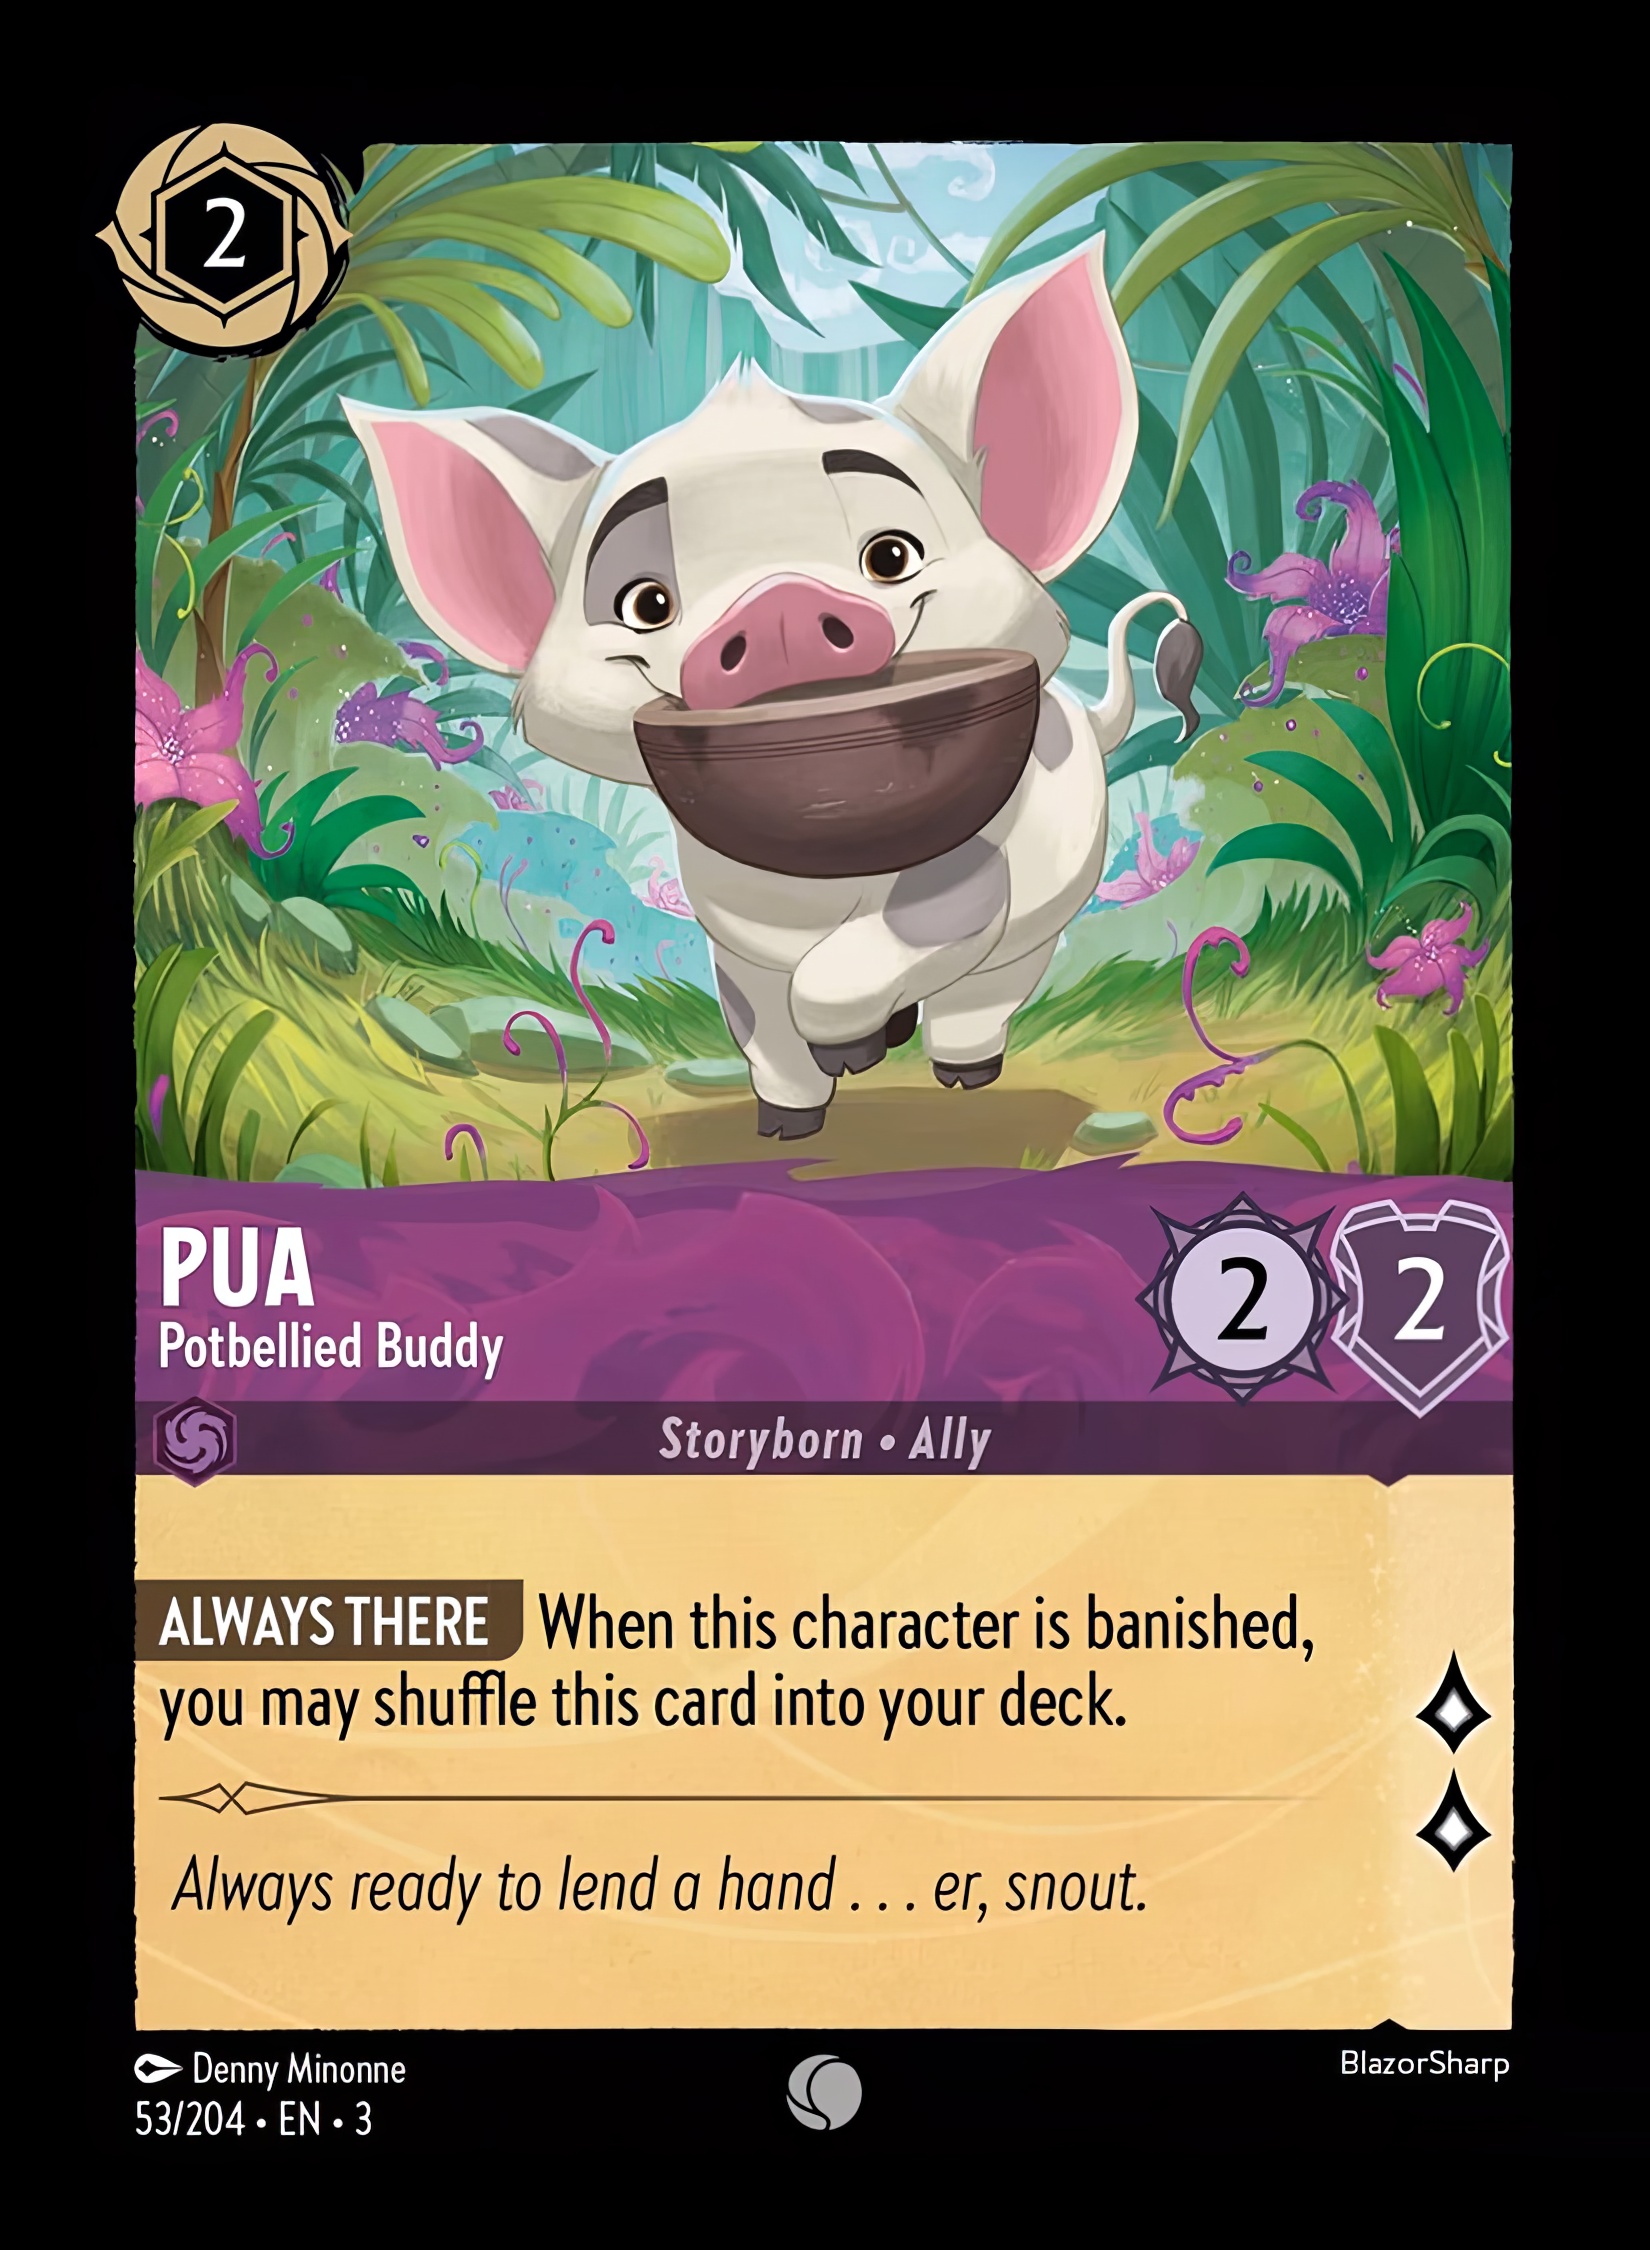 2
PUA
Potbellied Buddy
2 2
Storyborn • Ally
ALWAYS THERE When this character is banished,
you may shuffle this card into your deck.
Always ready to lend a hand . . . er, snout.
Denny Minonne
53/204 • EN • 3
BlazorSharp